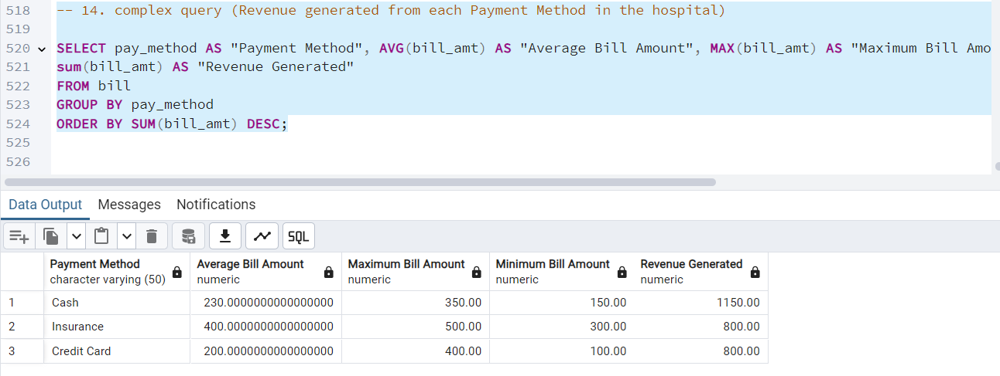 518 -- 14. complex query (Revenue generated from each Payment Method in the hospital)
519
520 SELECT pay_method AS "Payment Method", AVG(bill_amt) AS "Average Bill Amount", MAX(bill_amt) AS "Maximum Bill Amo
521 sum(bill_amt) AS "Revenue Generated"
522 FROM bill
523 GROUP BY pay_method
524 ORDER BY SUM(bill_amt) DESC;
525
526
Data Output Messages Notifications
SQL
Payment Method Average Bill Amount Maximum Bill Amount Minimum Bill Amount Revenue Generated
character varying (50) numeric numeric numeric numeric
1 Cash 230.0000000000000000 350.00 150.00 1150.00
2 Insurance 400.0000000000000000 500.00 300.00 800.00
3 Credit Card 200.0000000000000000 400.00 100.00 800.00